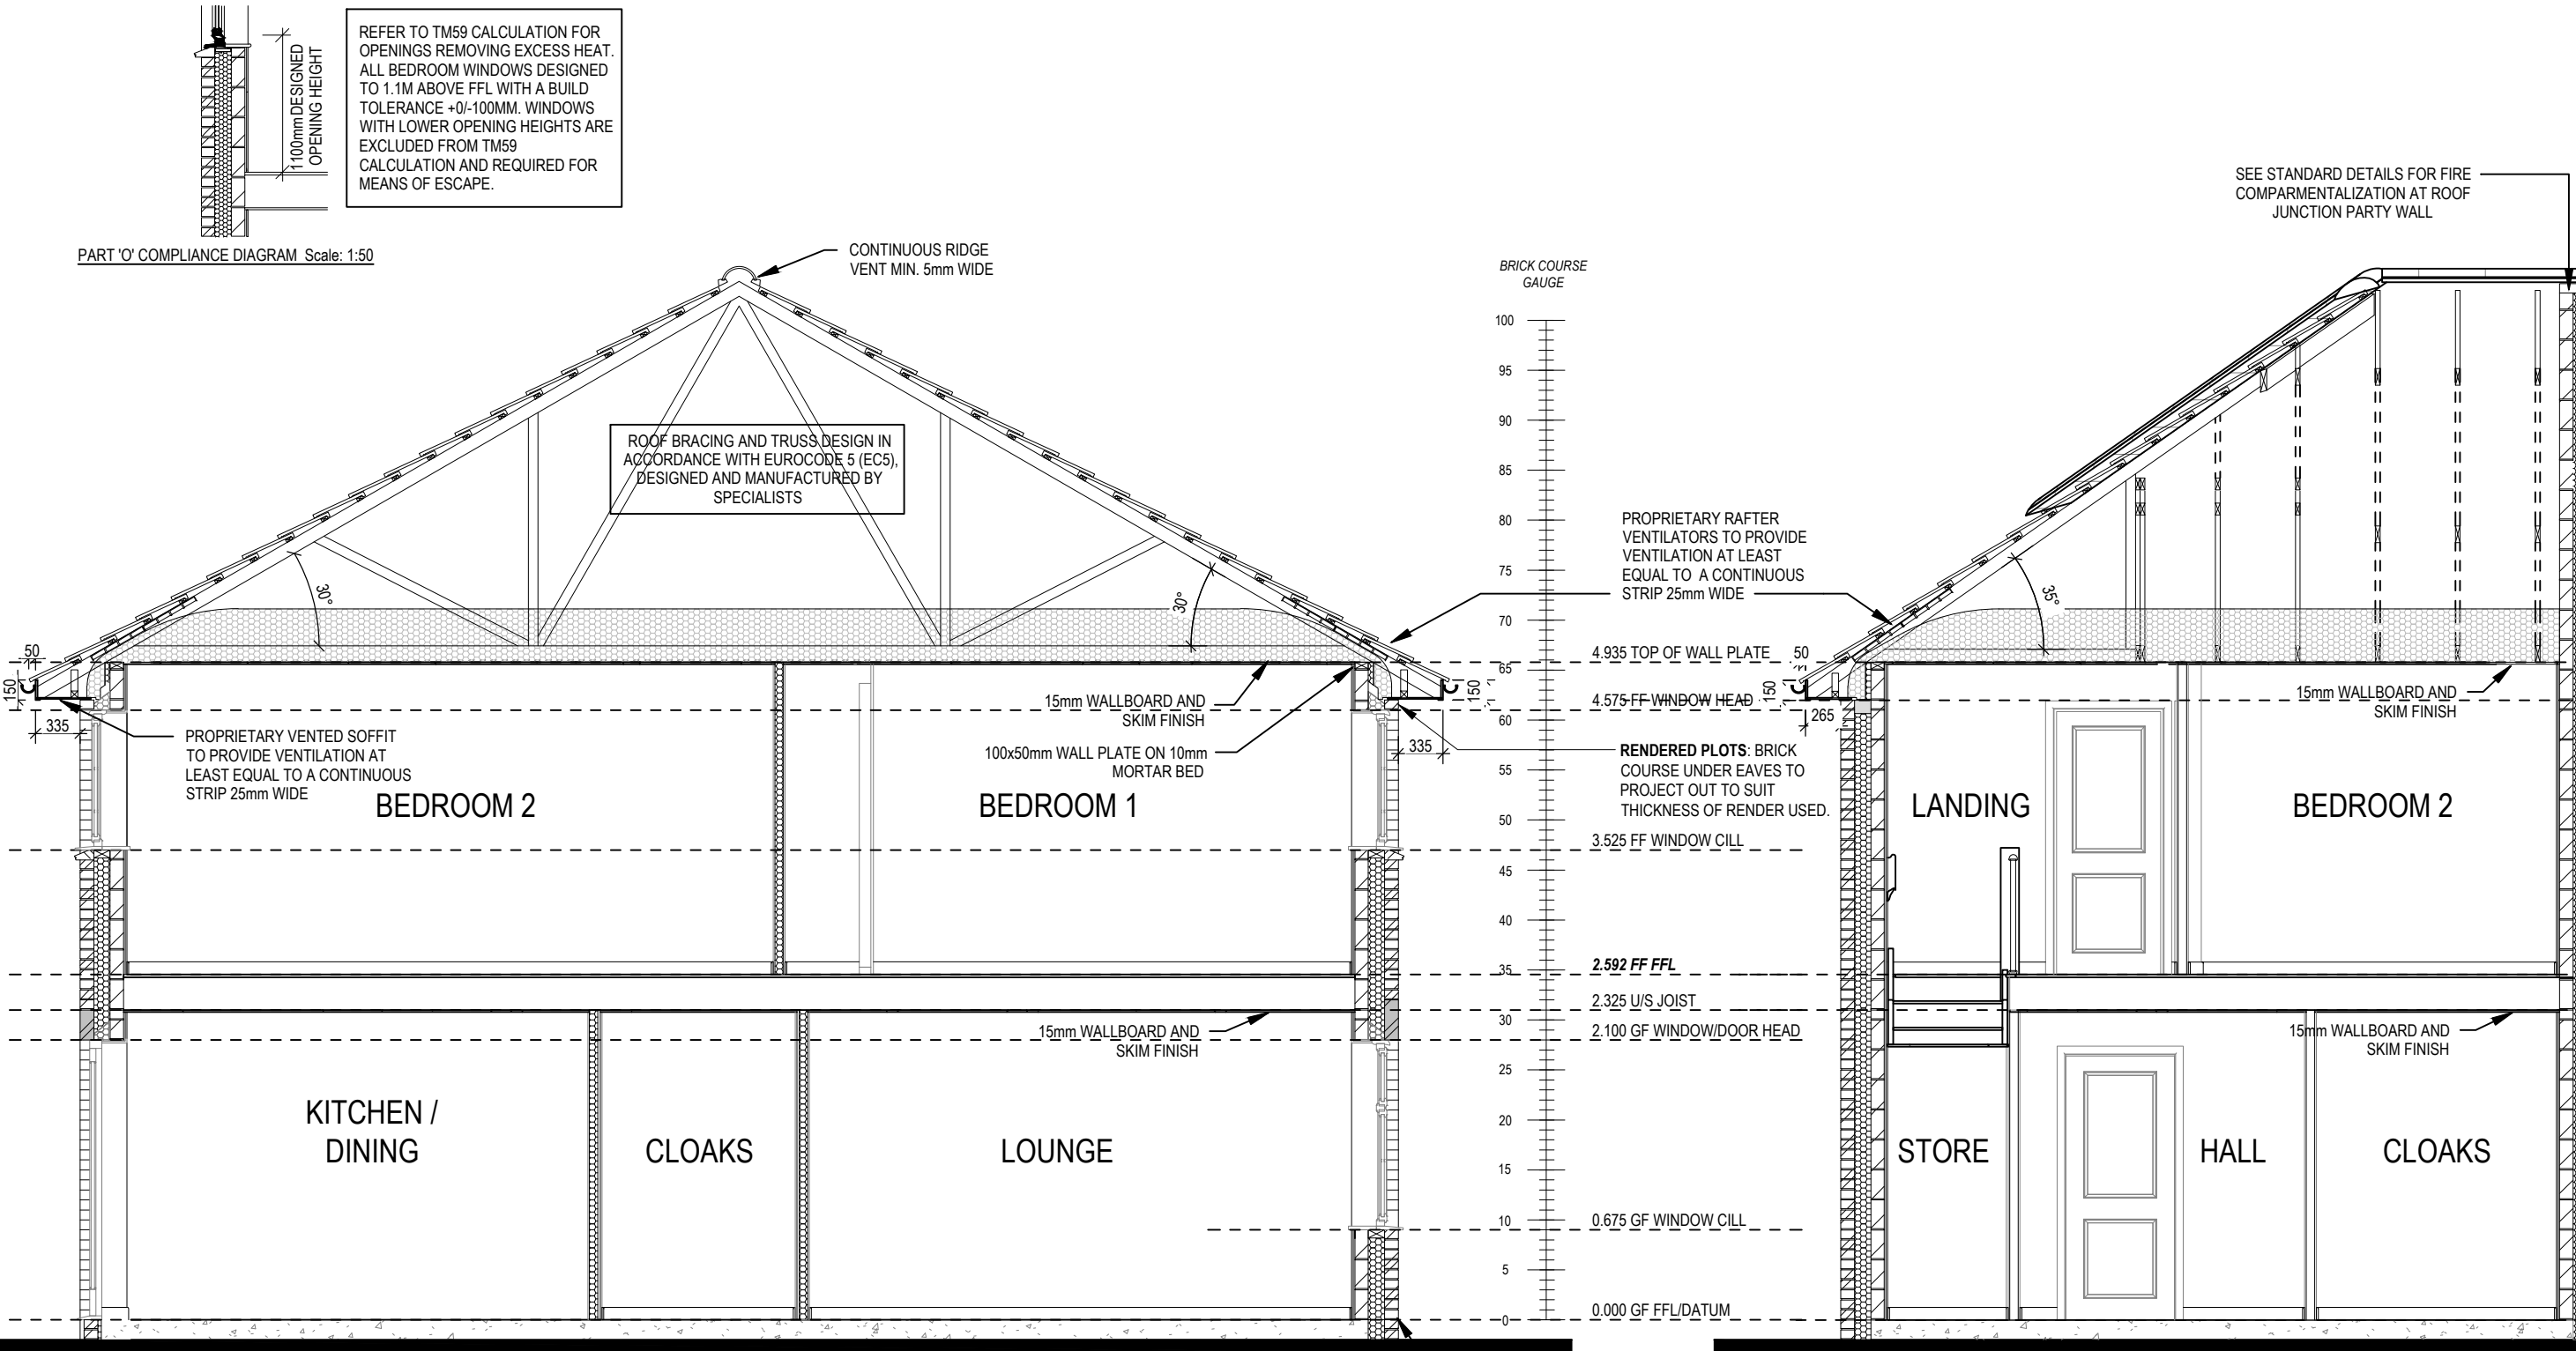 REFER TO TM59 CALCULATION FOR
OPENINGS REMOVING EXCESS HEAT.
ALL BEDROOM WINDOWS DESIGNED
TO 1.1M ABOVE FFL WITH A BUILD
TOLERANCE +0/-100MM. WINDOWS
WITH LOWER OPENING HEIGHTS ARE
EXCLUDED FROM TM59
CALCULATION AND REQUIRED FOR
MEANS OF ESCAPE.
1100mm DESIGNED
OPENING HEIGHT
PART 'O' COMPLIANCE DIAGRAM Scale: 1:50
CONTINUOUS RIDGE
VENT MIN. 5mm WIDE
ROOF BRACING AND TRUSS DESIGN IN
ACCORDANCE WITH EUROCODE 5 (EC5),
DESIGNED AND MANUFACTURED BY
SPECIALISTS
30°
30°
50
150
335
PROPRIETARY VENTED SOFFIT
TO PROVIDE VENTILATION AT
LEAST EQUAL TO A CONTINUOUS
STRIP 25mm WIDE
15mm WALLBOARD AND
SKIM FINISH
100x50mm WALL PLATE ON 10mm
MORTAR BED
150
335
BEDROOM 2
BEDROOM 1
15mm WALLBOARD AND
SKIM FINISH
KITCHEN /
DINING
CLOAKS
LOUNGE
BRICK COURSE
GAUGE
100
95
90
85
80
75
70
65
60
55
50
45
40
35
30
25
20
15
10
5
0
PROPRIETARY RAFTER
VENTILATORS TO PROVIDE
VENTILATION AT LEAST
EQUAL TO A CONTINUOUS
STRIP 25mm WIDE
4.935 TOP OF WALL PLATE
4.575 FF WINDOW HEAD
RENDERED PLOTS: BRICK
COURSE UNDER EAVES TO
PROJECT OUT TO SUIT
THICKNESS OF RENDER USED.
3.525 FF WINDOW CILL
2.592 FF FFL
2.325 U/S JOIST
2.100 GF WINDOW/DOOR HEAD
0.675 GF WINDOW CILL
0.000 GF FFL/DATUM
SEE STANDARD DETAILS FOR FIRE
COMPARMENTALIZATION AT ROOF
JUNCTION PARTY WALL
35°
50
150
265
15mm WALLBOARD AND
SKIM FINISH
LANDING
BEDROOM 2
15mm WALLBOARD AND
SKIM FINISH
STORE
HALL
CLOAKS